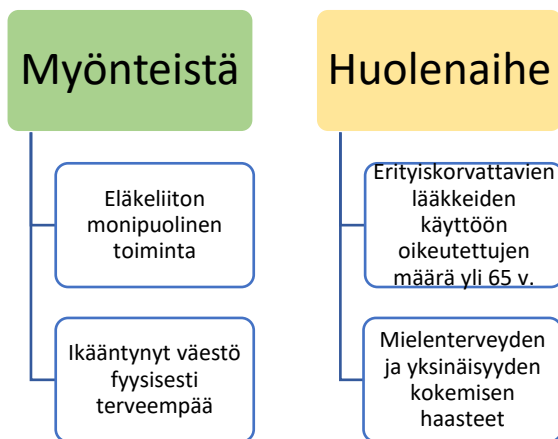 Myönteistä
Eläkeliiton
monipuolinen
toiminta
Ikääntynyt väestö
fyysisesti
terveempää
Huolenaihe
Erityiskorvattavien
lääkkeiden
käyttöön
oikeutettujen
määrä yli 65 v.
Mielenterveyden
ja yksinäisyyden
kokemisen
haasteet